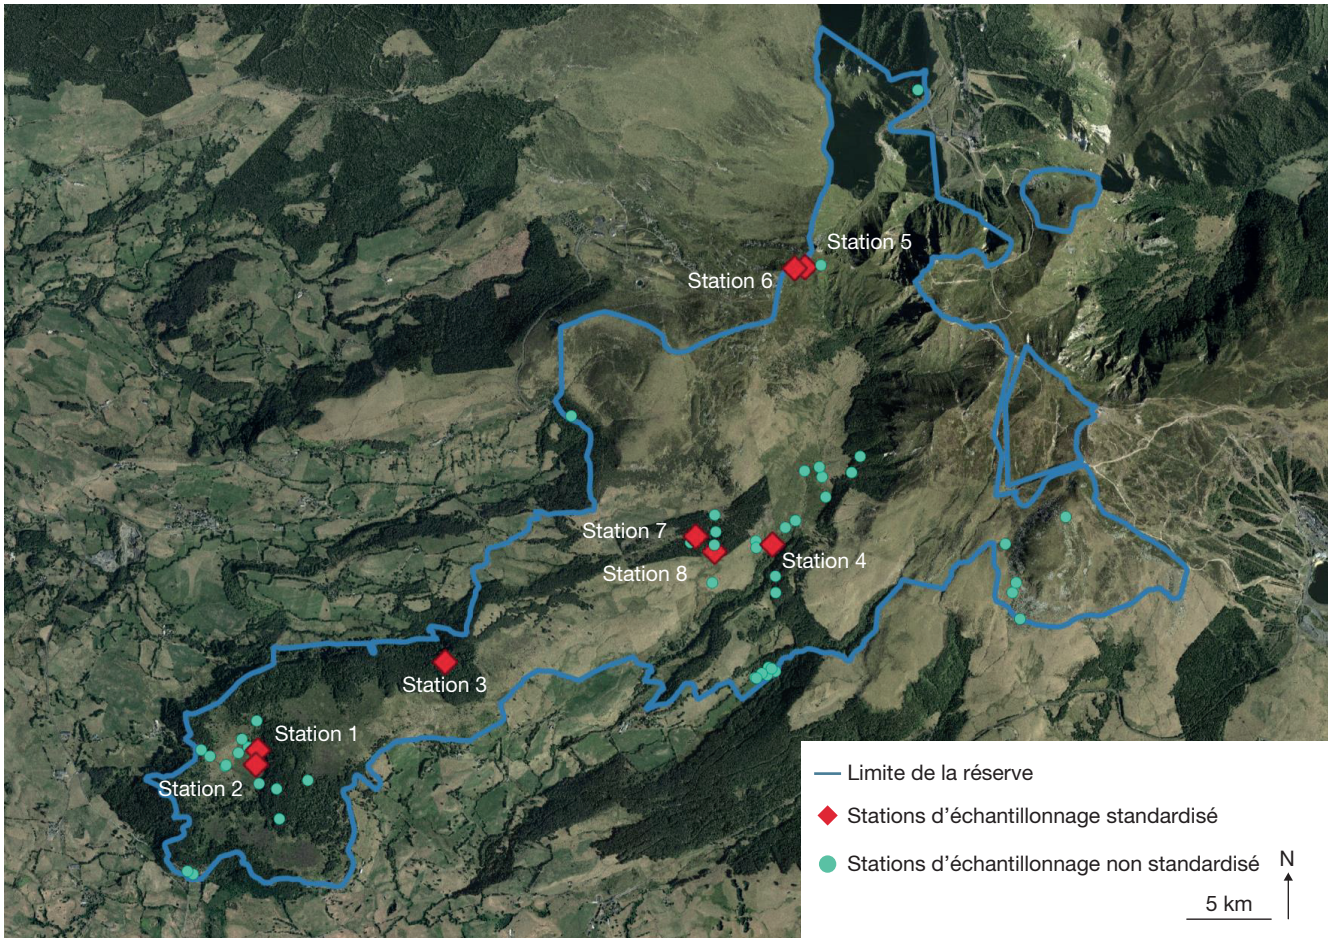 Station 5
Station 6
Station 7
Station 8
Station 4
Station 3
Station 1
Station 2
Limite de la réserve
Stations d'échantillonnage standardisé
Stations d'échantillonnage non standardisé
N
5 km